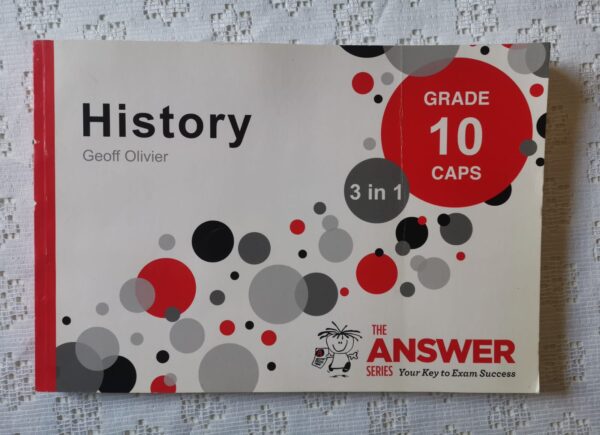 History
Geoff Olivier
GRADE
10
CAPS
3 in 1
THE
ANSWER
SERIES Your Key to Exam Success